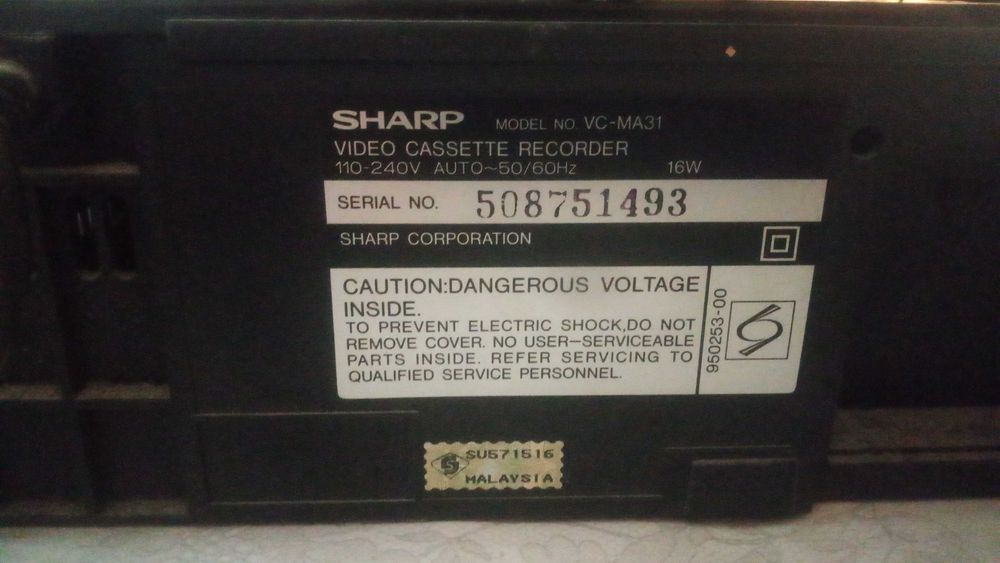 SHARP MODEL NO. VC-MA31
VIDEO CASSETTE RECORDER
110-240V AUTO~50/60Hz 16W
SERIAL NO. 508751493
SHARP CORPORATION
CAUTION:DANGEROUS VOLTAGE
INSIDE.
TO PREVENT ELECTRIC SHOCK,DO NOT
REMOVE COVER. NO USER-SERVICEABLE
PARTS INSIDE. REFER SERVICING TO
QUALIFIED SERVICE PERSONNEL.
950253-00
SU571516
MALAYSIA